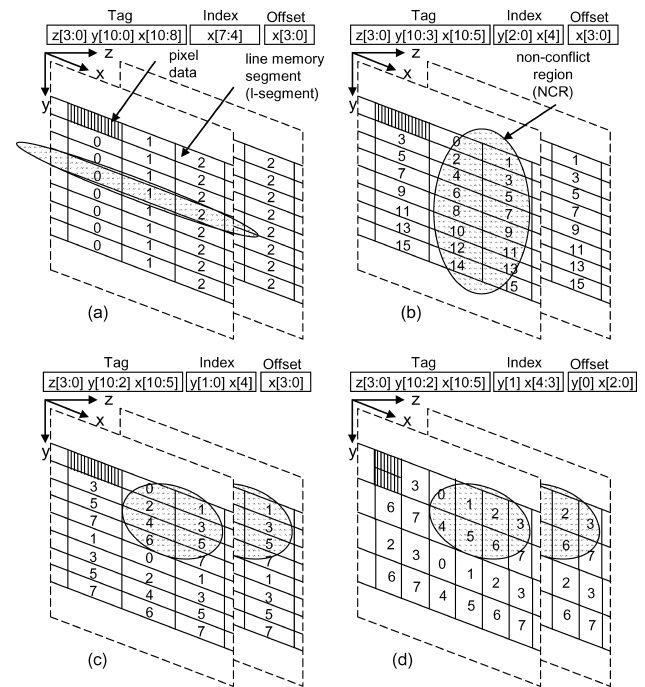 Tag Index Offset
z[3:0] y[10:0] x[10:8] x[7:4] x[3:0]
z
x
y
pixel
data
line memory
segment
(l-segment)
0 1 2 2
0 1 2 2
0 1 2 2
0 1 2 2
0 1 2 2
0 1 2 2
0 1 2 2
1 2 2
(a)
Tag Index Offset
z[3:0] y[10:3] x[10:5] y[2:0] x[4] x[3:0]
z
x
y
non-conflict
region
(NCR)
3 0 1 1
5 2 3 3
7 4 5 5
9 6 7 7
11 8 9 9
13 10 11 11
15 12 13 13
14 15 15
(b)
Tag Index Offset
z[3:0] y[10:2] x[10:5] y[1:0] x[4] x[3:0]
z
x
y
3 0 1 1
5 2 3 3
7 4 5 5
1 6 7 7
3 0 1 1
5 2 3 3
7 4 5 5
6 7 7
(c)
Tag Index Offset
z[3:0] y[10:2] x[10:5] y[1] x[4:3] y[0] x[2:0]
z
x
y
3 0 1 2 3 2 3
6 7 4 5 6 7 6 7
2 3 0 1 2 3 2 3
6 7 4 5 6 7 6 7
(d)